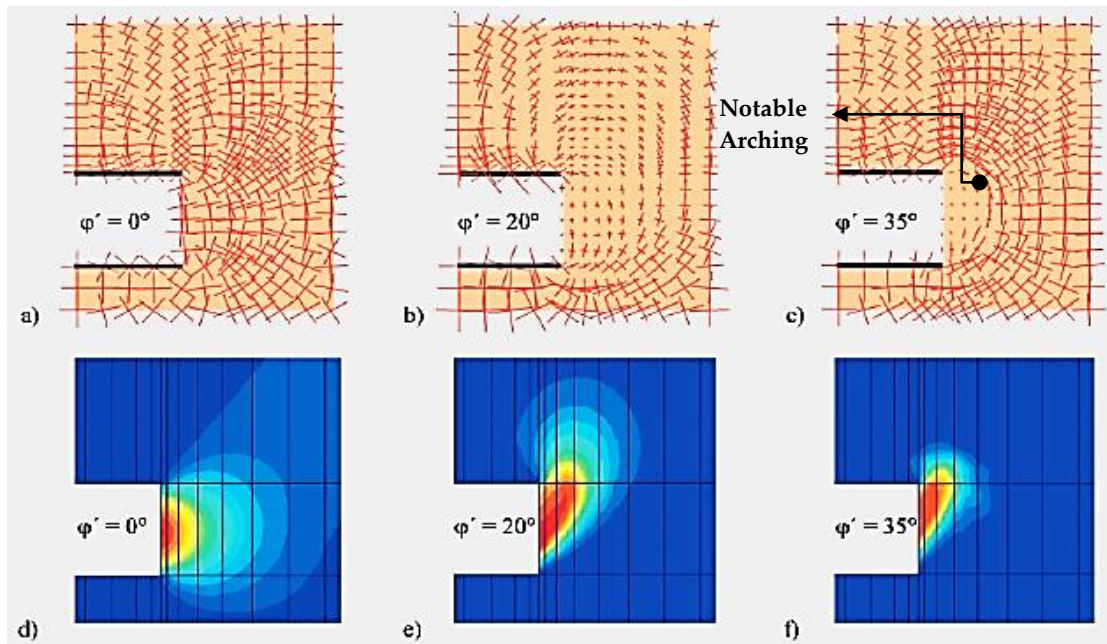 Notable
Arching
φ´ = 0°
φ´ = 20°
φ´ = 35°
a)
b)
c)
φ´ = 0°
φ´ = 20°
φ´ = 35°
d)
e)
f)